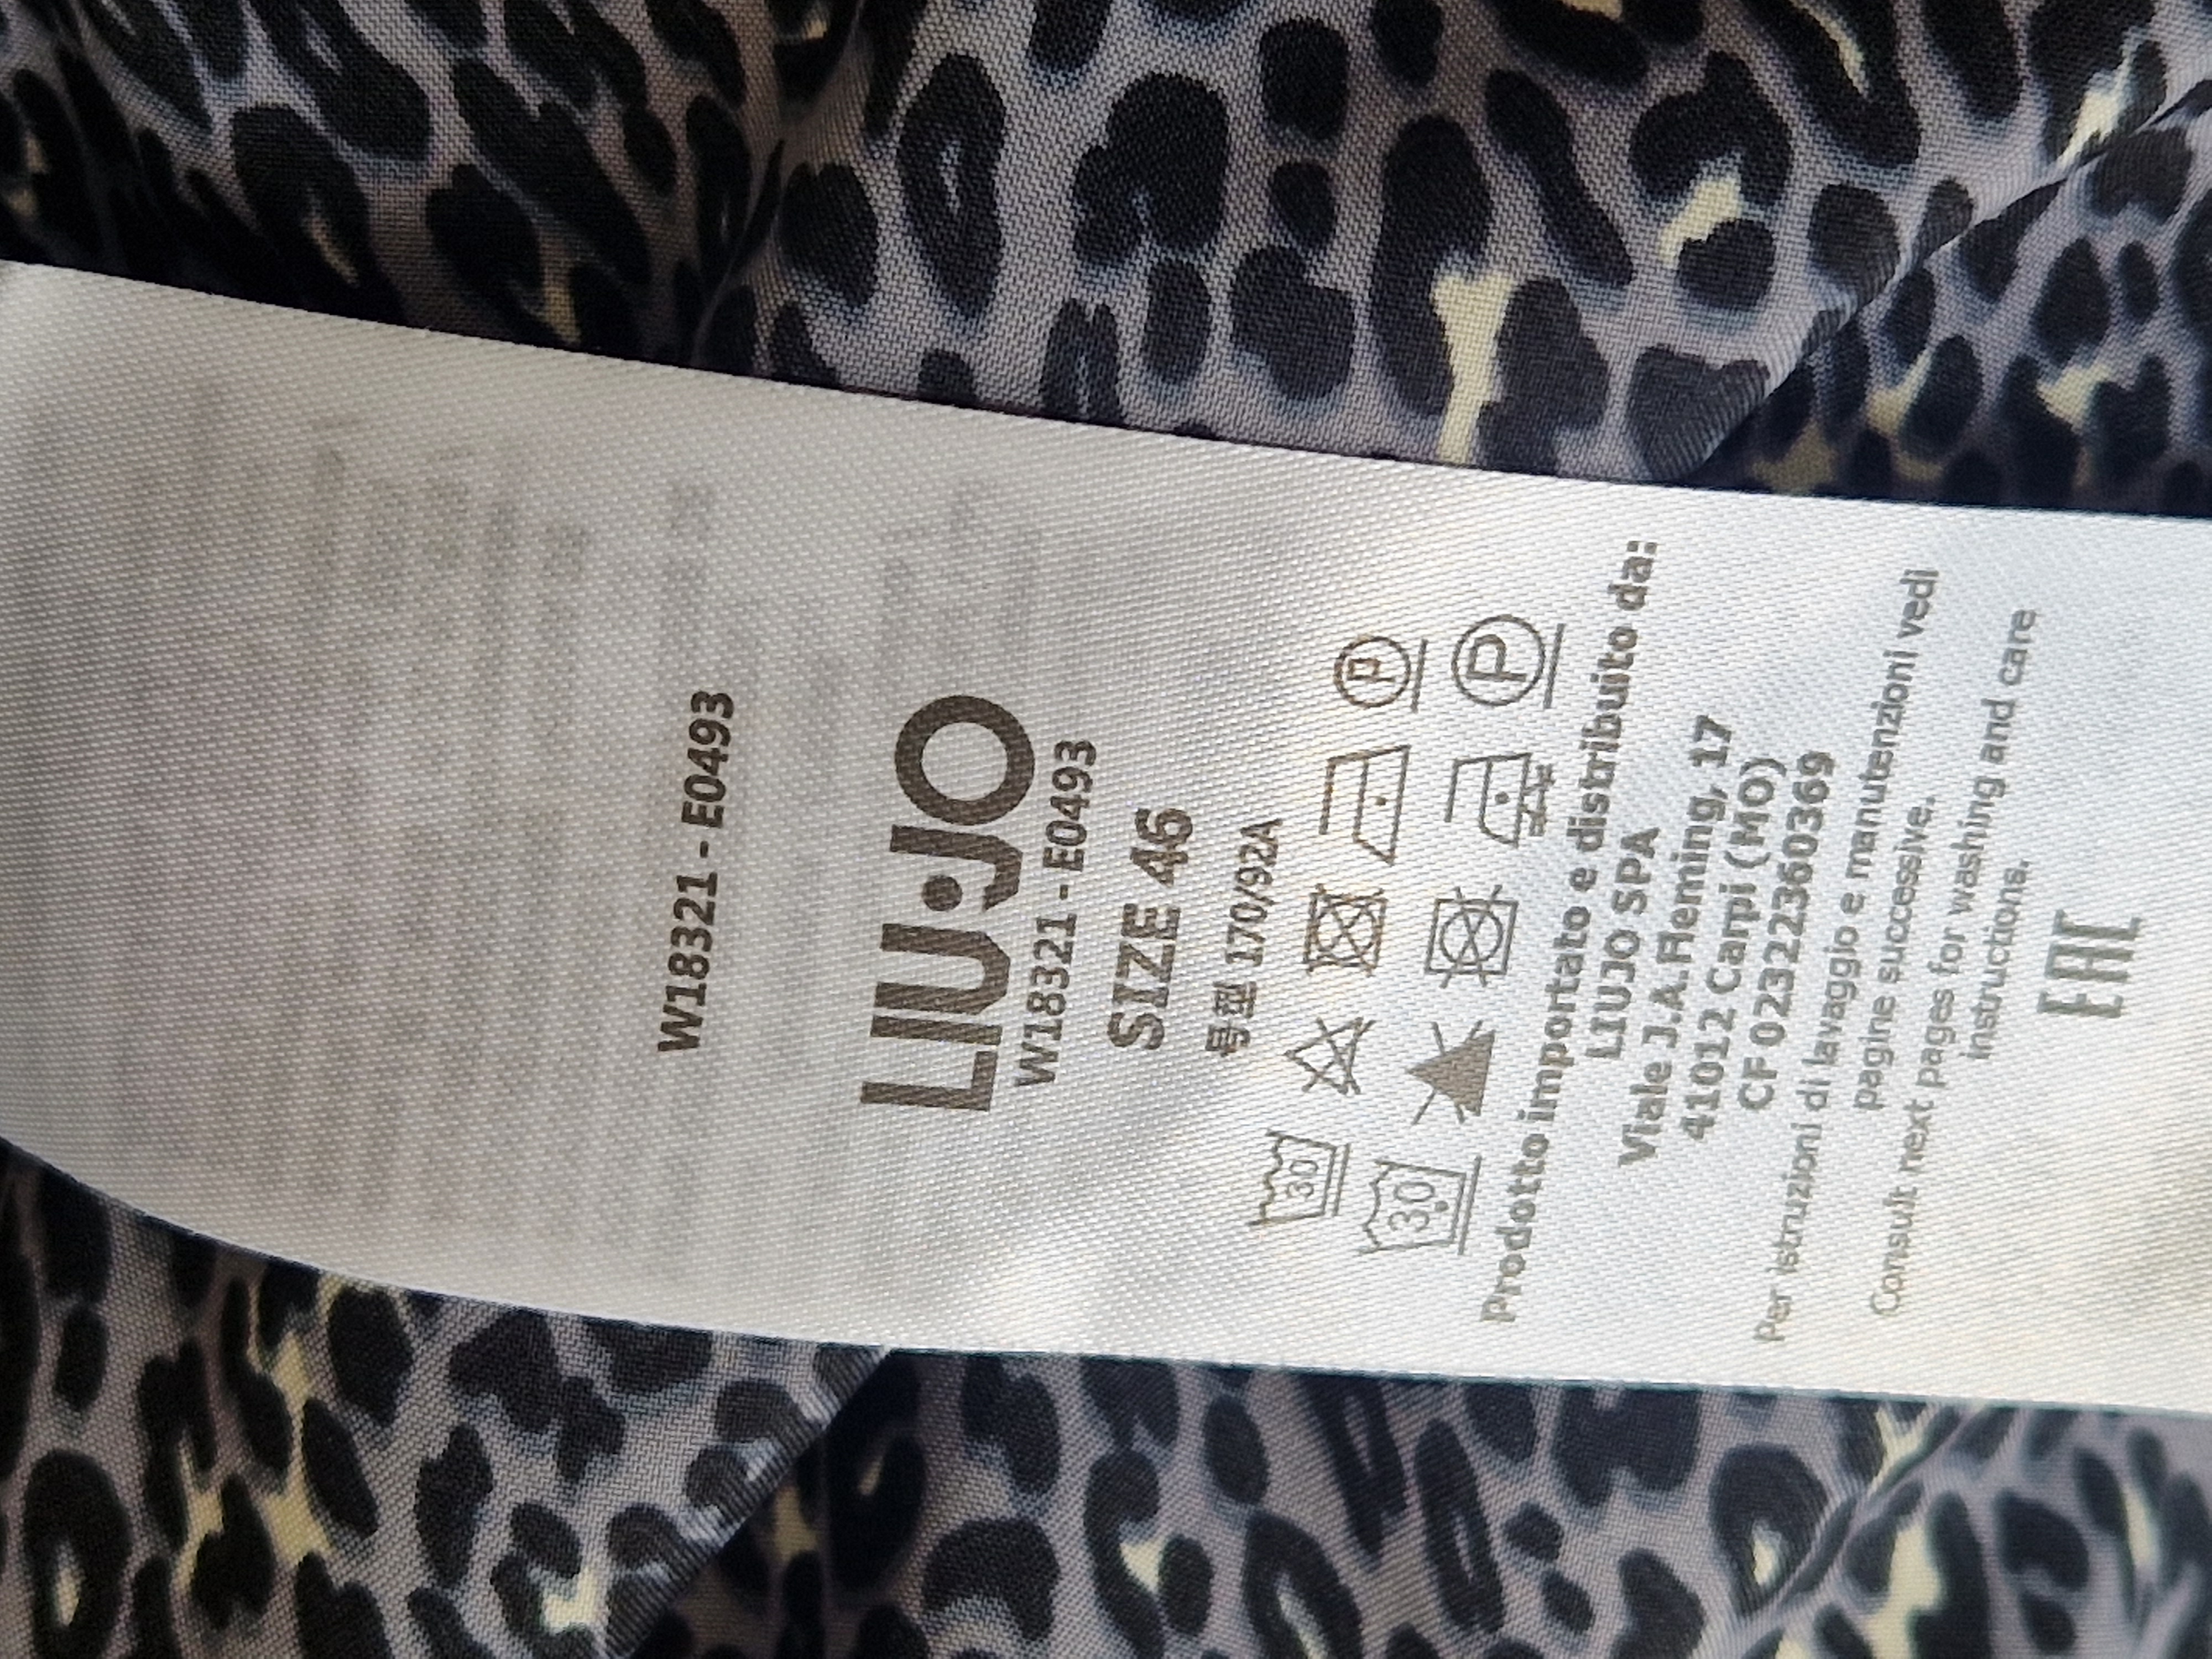 W18321 - E0493
LIU·JO
W18321 - E0493
SIZE 46
号型 170/92A
30 P
30 P
Prodotto importato e distribuito da:
LIUJO SPA
Viale J.A.Fleming, 17
41012 Carpi (MO)
CF 02322360369
Per istruzioni di lavaggio e manutenzioni vedi
pagine successive.
Consult next pages for washing and care
instructions.
EAC